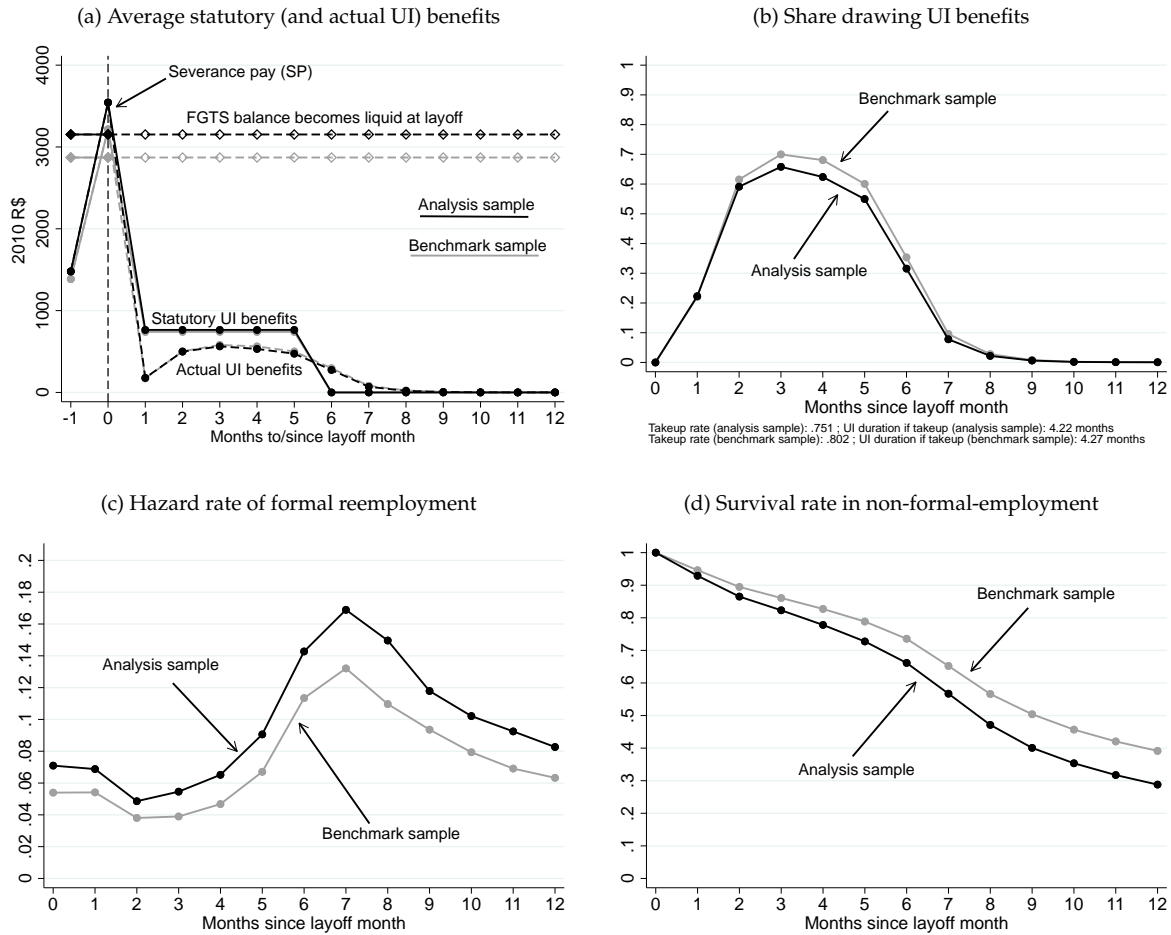 (a) Average statutory (and actual UI) benefits
4000
3000
2000
1000
0
2010 R$
Severance pay (SP)
FGTS balance becomes liquid at layoff
Analysis sample
Benchmark sample
Statutory UI benefits
Actual UI benefits
-1 0 1 2 3 4 5 6 7 8 9 10 11 12
Months to/since layoff month
(b) Share drawing UI benefits
1
.9
.8
.7
.6
.5
.4
.3
.2
.1
0
Benchmark sample
Analysis sample
0 1 2 3 4 5 6 7 8 9 10 11 12
Months since layoff month
Takeup rate (analysis sample): .751 ; UI duration if takeup (analysis sample): 4.22 months
Takeup rate (benchmark sample): .802 ; UI duration if takeup (benchmark sample): 4.27 months
(c) Hazard rate of formal reemployment
.2
.18
.16
.14
.12
.1
.08
.06
.04
.02
0
Analysis sample
Benchmark sample
0 1 2 3 4 5 6 7 8 9 10 11 12
Months since layoff month
(d) Survival rate in non-formal-employment
1
.9
.8
.7
.6
.5
.4
.3
.2
.1
0
Benchmark sample
Analysis sample
0 1 2 3 4 5 6 7 8 9 10 11 12
Months since layoff month